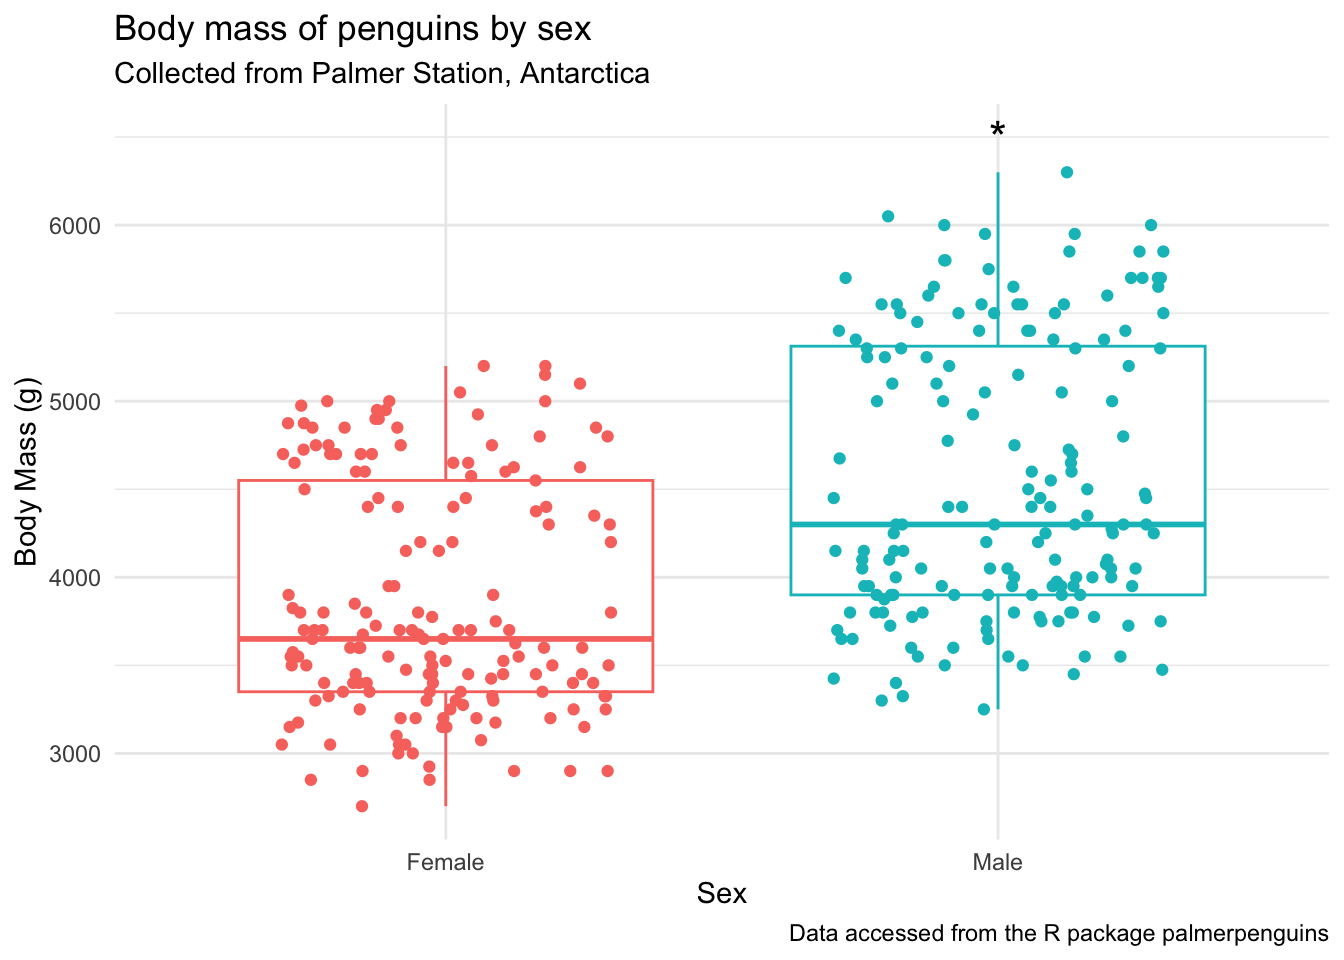 Body mass of penguins by sex
Collected from Palmer Station, Antarctica
*
6000
5000
4000
3000
Body Mass (g)
Female
Male
Sex
Data accessed from the R package palmerpenguins